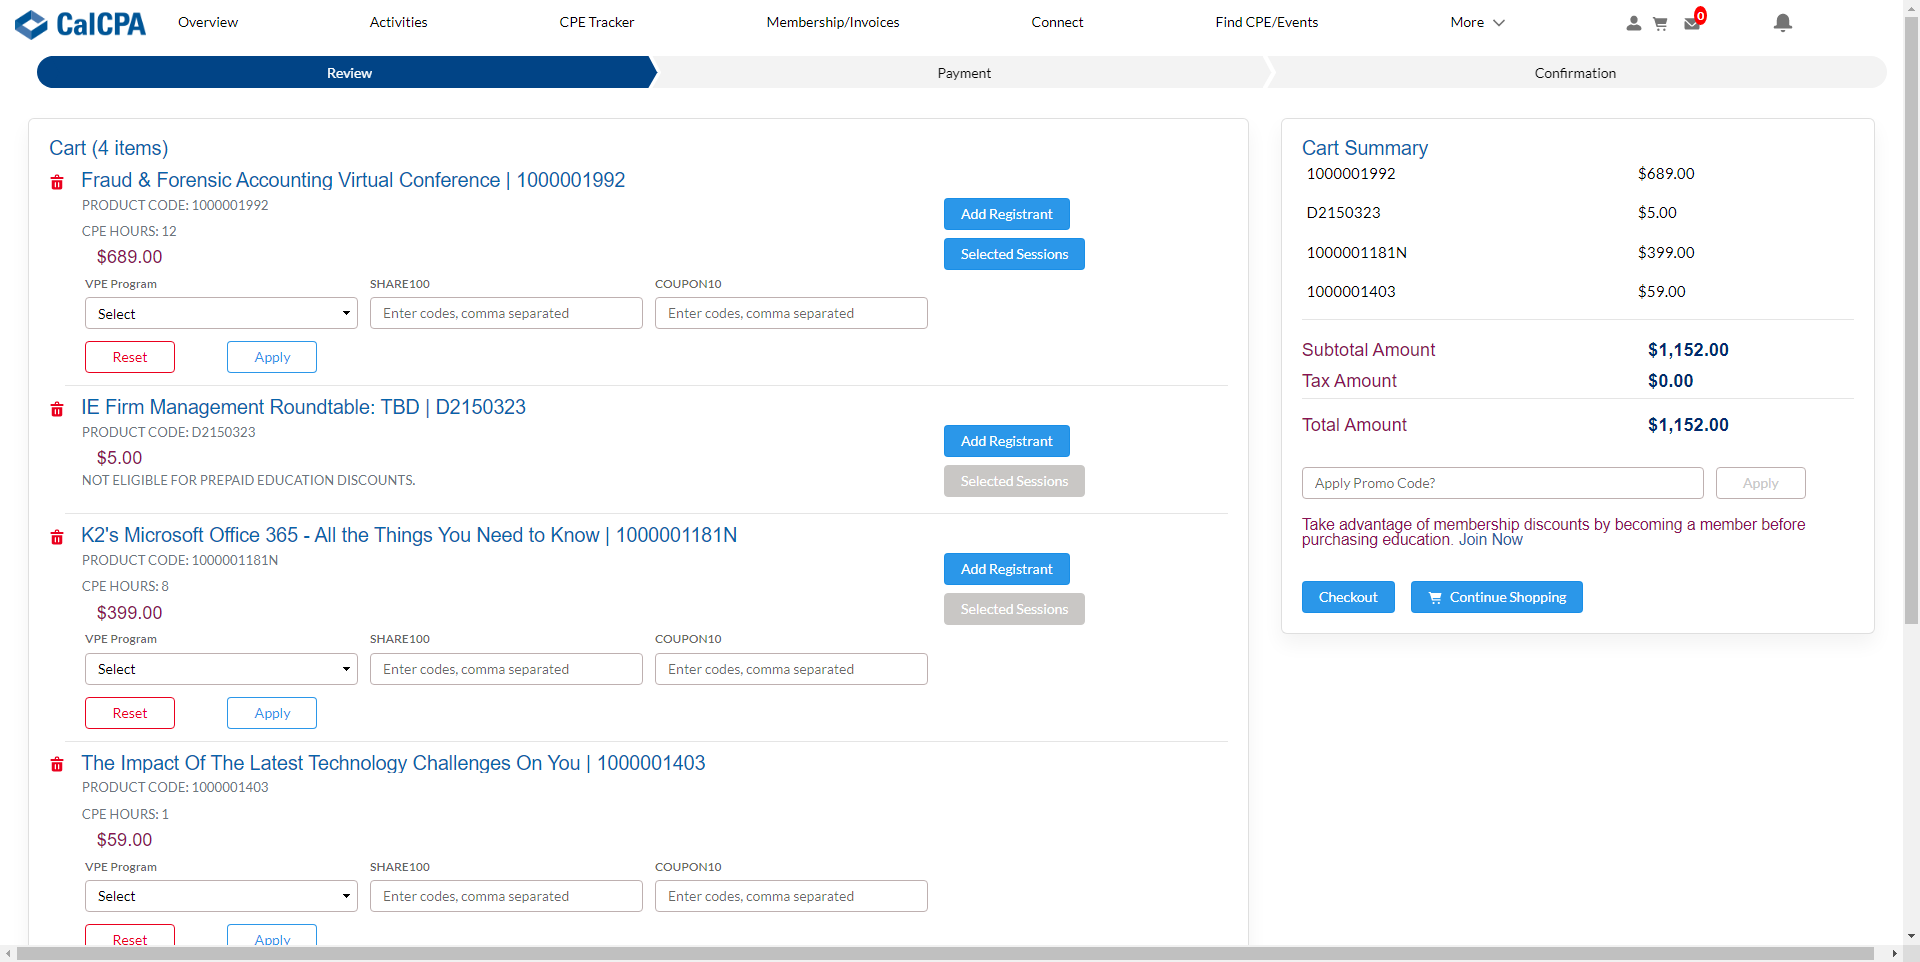 CalCPA
Overview
Activities
CPE Tracker
Membership/Invoices
Connect
Find CPE/Events
More
0
Review
Payment
Confirmation
Cart (4 items)
Fraud & Forensic Accounting Virtual Conference | 1000001992
PRODUCT CODE: 1000001992
CPE HOURS: 12
$689.00
Add Registrant
Selected Sessions
VPE Program
SHARE100
COUPON10
Select
Enter codes, comma separated
Enter codes, comma separated
Reset
Apply
IE Firm Management Roundtable: TBD | D2150323
PRODUCT CODE: D2150323
$5.00
NOT ELIGIBLE FOR PREPAID EDUCATION DISCOUNTS.
Add Registrant
Selected Sessions
K2's Microsoft Office 365 - All the Things You Need to Know | 1000001181N
PRODUCT CODE: 1000001181N
CPE HOURS: 8
$399.00
Add Registrant
Selected Sessions
VPE Program
SHARE100
COUPON10
Select
Enter codes, comma separated
Enter codes, comma separated
Reset
Apply
The Impact Of The Latest Technology Challenges On You | 1000001403
PRODUCT CODE: 1000001403
CPE HOURS: 1
$59.00
VPE Program
SHARE100
COUPON10
Select
Enter codes, comma separated
Enter codes, comma separated
Reset
Apply
Cart Summary
1000001992 $689.00
D2150323 $5.00
1000001181N $399.00
1000001403 $59.00
Subtotal Amount $1,152.00
Tax Amount $0.00
Total Amount $1,152.00
Apply Promo Code?
Apply
Take advantage of membership discounts by becoming a member before
purchasing education. Join Now
Checkout
Continue Shopping